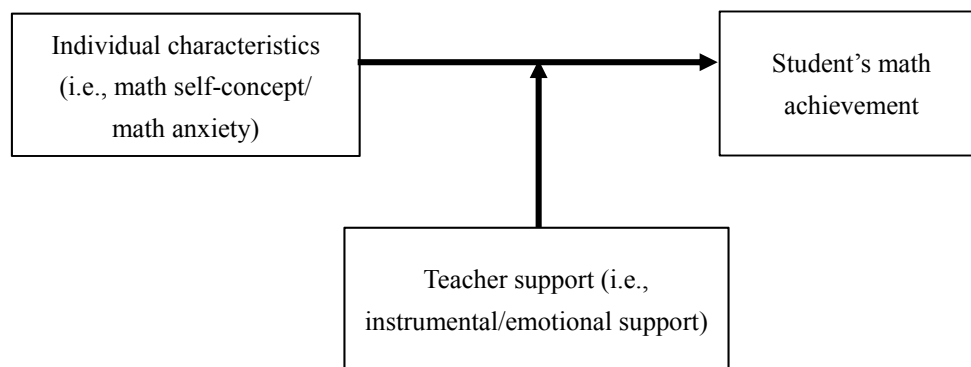 Individual characteristics
(i.e., math self-concept/
math anxiety)
Student’s math
achievement
Teacher support (i.e.,
instrumental/emotional support)